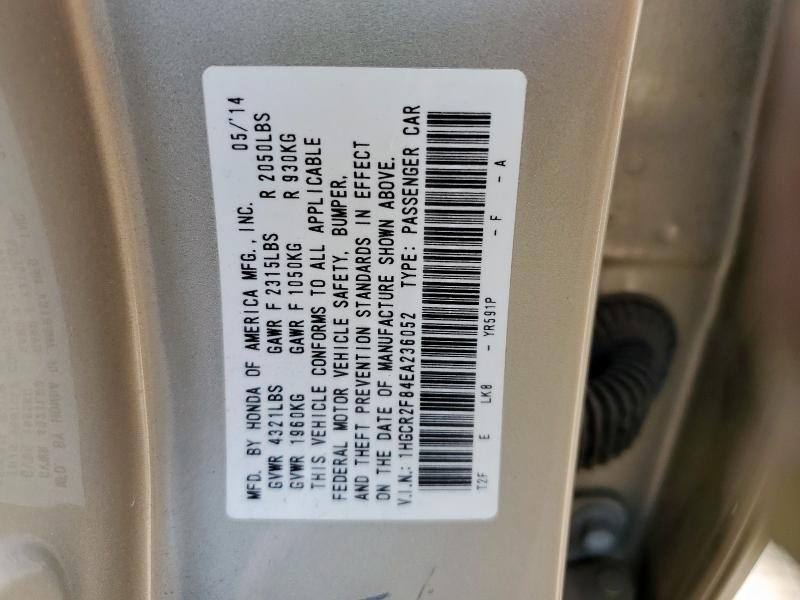 MFD. BY HONDA OF AMERICA MFG., INC. 05/'14
GVWR 4321LBS GAWR F 2315LBS R 2050LBS
GVWR 1960KG GAWR F 1050KG R 930KG
THIS VEHICLE CONFORMS TO ALL APPLICABLE
FEDERAL MOTOR VEHICLE SAFETY, BUMPER,
AND THEFT PREVENTION STANDARDS IN EFFECT
ON THE DATE OF MANUFACTURE SHOWN ABOVE.
V.I.N.: 1HGCR2F84EA236052 TYPE: PASSENGER CAR
T2F E LK8 - YR591P - F - A